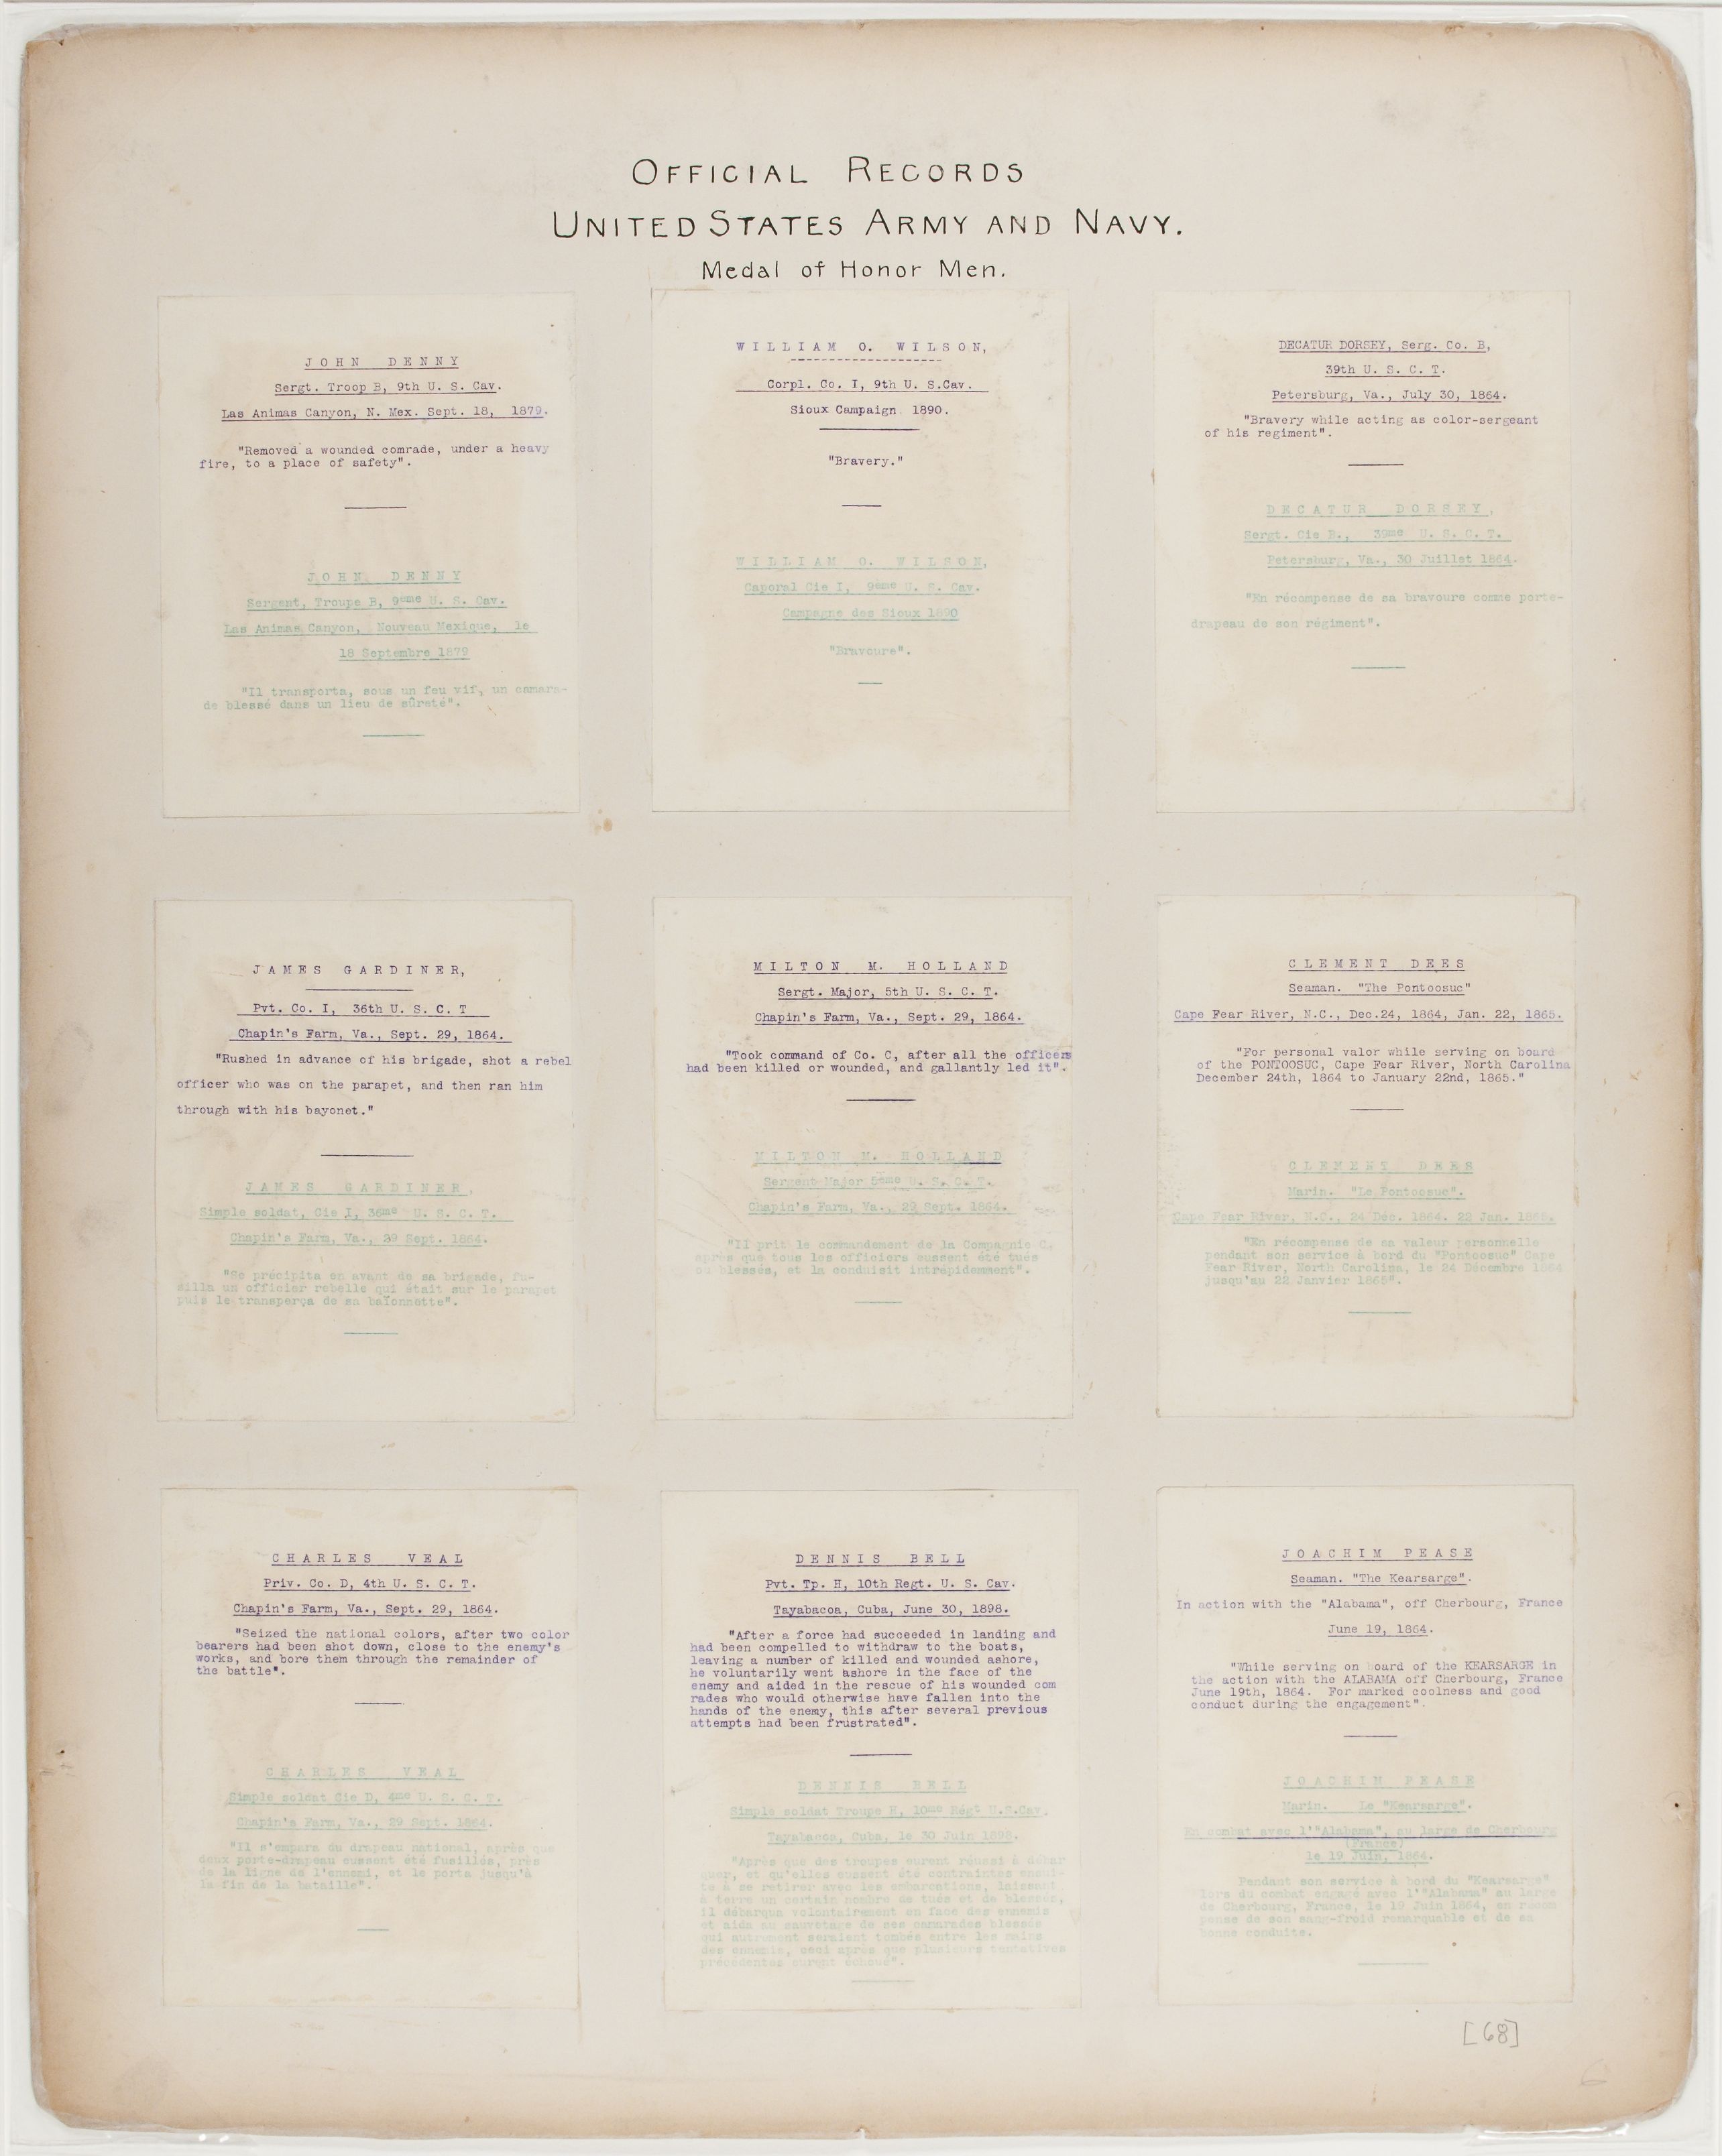 OFFICIAL RECORDS
UNITED STATES ARMY AND NAVY.
Medal of Honor Men.
JOHN DENNY
Sergt. Troop B, 9th U. S. Cav.
Las Animas Canyon, N. Mex. Sept. 18, 1879.
"Removed a wounded comrade, under a heavy
fire, to a place of safety".
JOHN DENNY
Sergent, Troupe B, 9eme U. S. Cav.
Las Animas Canyon, Nouveau Mexique, le
18 Septembre 1879
"Il transporta, sous un feu vif, un camara-
de blessé dans un lieu de sûreté".
WILLIAM O. WILSON,
Corpl. Co. I, 9th U. S.Cav.
Sioux Campaign 1890.
"Bravery."
WILLIAM O. WILSON,
Caporal Cie I, 9eme U. S. Cav.
Campagne des Sioux 1890
"Bravoure".
DECATUR DORSEY, Serg. Co. B,
39th U. S. C. T.
Petersburg, Va., July 30, 1864.
"Bravery while acting as color-sergeant
of his regiment".
DECATUR DORSEY,
Sergt. Cie B., 39me U. S. C. T.
Petersburg, Va., 30 Juillet 1864.
"En récompense de sa bravoure comme porte-
drapeau de son régiment".
JAMES GARDINER,
Pvt. Co. I, 36th U. S. C. T
Chapin's Farm, Va., Sept. 29, 1864.
"Rushed in advance of his brigade, shot a rebel
officer who was on the parapet, and then ran him
through with his bayonet."
JAMES GARDINER,
Simple soldat, Cie I, 36me U. S. C. T.
Chapin's Farm, Va., 29 Sept. 1864.
"Se précipita en avant de sa brigade, fu-
silla un officier rebelle qui était sur le parapet
puis le transperça de sa baïonnette".
MILTON M. HOLLAND
Sergt. Major, 5th U. S. C. T.
Chapin's Farm, Va., Sept. 29, 1864.
"Took command of Co. C, after all the officers
had been killed or wounded, and gallantly led it".
MILTON M. HOLLAND
Sergent-Major 5eme U. S. C. T.
Chapin's Farm, Va., 29 Sept. 1864.
"Il prit le commandement de la Compagnie C,
après que tous les officiers eussent été tués
ou blessés, et la conduisit intrépidemment".
CLEMENT DEES
Seaman. "The Pontoosuc"
Cape Fear River, N.C., Dec.24, 1864, Jan. 22, 1865.
"For personal valor while serving on board
of the PONTOOSUC, Cape Fear River, North Carolina
December 24th, 1864 to January 22nd, 1865."
CLEMENT DEES
Marin. "Le Pontoosuc".
Cape Fear River, N.C., 24 Déc. 1864. 22 Jan. 1865.
"En récompense de sa valeur personnelle
pendant son service à bord du "Pontoosuc" Cape
Fear River, North Carolina, le 24 Décembre 1864
jusqu'au 22 Janvier 1865".
CHARLES VEAL
Priv. Co. D, 4th U. S. C. T.
Chapin's Farm, Va., Sept. 29, 1864.
"Seized the national colors, after two color
bearers had been shot down, close to the enemy's
works, and bore them through the remainder of
the battle".
CHARLES VEAL
Simple soldat Cie D, 4me U. S. C. T.
Chapin's Farm, Va., 29 Sept. 1864.
"Il s'empara du drapeau national, après que
deux porte-drapeau eussent été fusillés, près
de la ligne de l'ennemi, et le porta jusqu'à
la fin de la bataille".
DENNIS BELL
Pvt. Tp. H, 10th Regt. U. S. Cav.
Tayabacoa, Cuba, June 30, 1898.
"After a force had succeeded in landing and
had been compelled to withdraw to the boats,
leaving a number of killed and wounded ashore,
he voluntarily went ashore in the face of the
enemy and aided in the rescue of his wounded com
rades who would otherwise have fallen into the
hands of the enemy, this after several previous
attempts had been frustrated".
DENNIS BELL
Simple soldat Troupe H, 10me Régt U.S.Cav.
Tayabacoa, Cuba, le 30 Juin 1898.
"Après que des troupes eurent réussi à débar
quer, et qu'elles eussent été contraintes ensui-
te à se retirer avec les embarcations, laissant
à terre un certain nombre de tués et de blessés,
il débarqua volontairement en face des ennemis
et aida au sauvetage de ses camarades blessés
qui autrement seraient tombés entre les mains
des ennemis, ceci après que plusieurs tentatives
précédentes eurent échoué".
JOACHIM PEASE
Seaman. "The Kearsarge".
In action with the "Alabama", off Cherbourg, France
June 19, 1864.
"While serving on board of the KEARSARGE in
the action with the ALABAMA off Cherbourg, France
June 19th, 1864. For marked coolness and good
conduct during the engagement".
JOACHIM PEASE
Marin. Le "Kearsarge".
En combat avec l'"Alabama", au large de Cherbourg
(France)
le 19 Juin, 1864.
Pendant son service à bord du "Kearsarge"
lors du combat engagé avec l'"Alabama" au large
de Cherbourg, France, le 19 Juin 1864, en récom
pense de son sang-froid remarquable et de sa
bonne conduite.
[68]
6